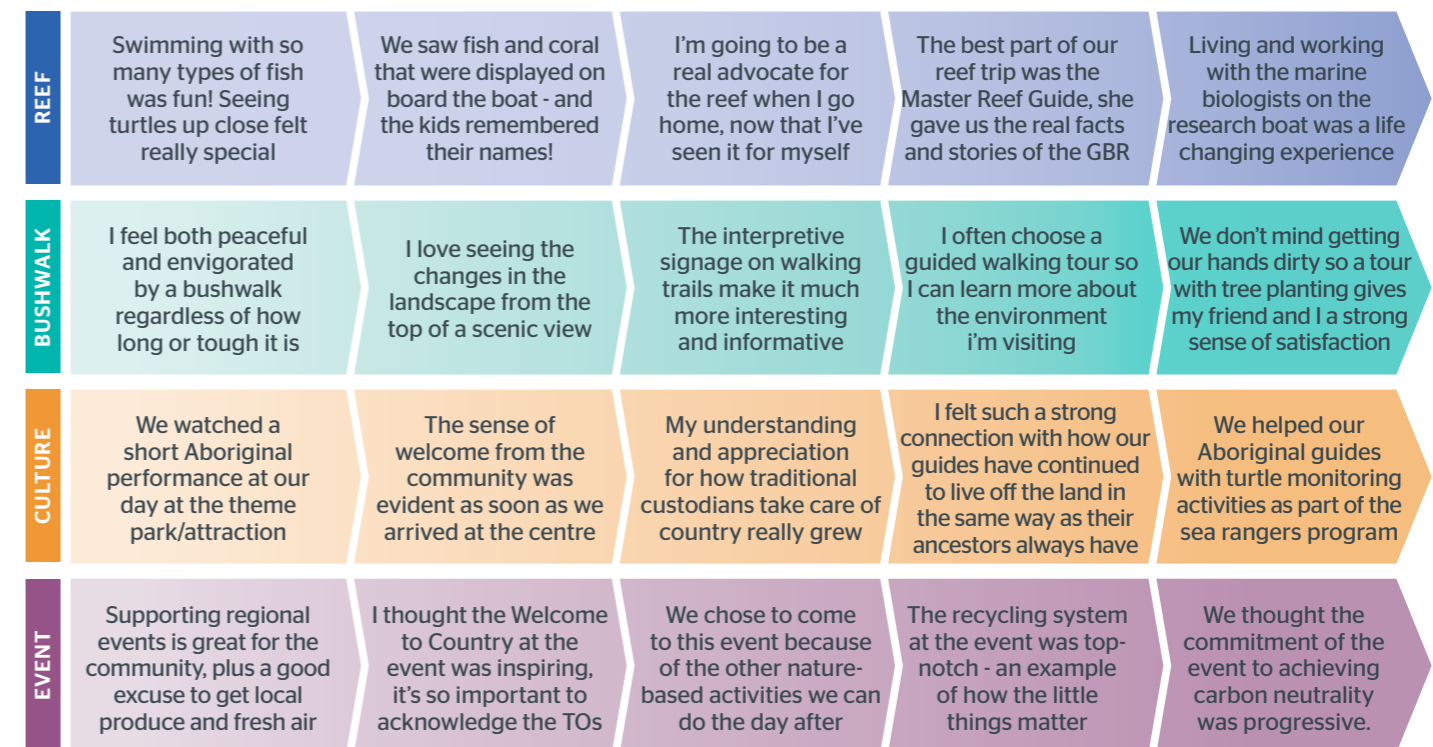 REEF
Swimming with so
many types of fish
was fun! Seeing
turtles up close felt
really special
We saw fish and coral
that were displayed on
board the boat - and
the kids remembered
their names!
I’m going to be a
real advocate for
the reef when I go
home, now that I’ve
seen it for myself
The best part of our
reef trip was the
Master Reef Guide, she
gave us the real facts
and stories of the GBR
Living and working
with the marine
biologists on the
research boat was a life
changing experience
BUSHWALK
I feel both peaceful
and envigorated
by a bushwalk
regardless of how
long or tough it is
I love seeing the
changes in the
landscape from the
top of a scenic view
The interpretive
signage on walking
trails make it much
more interesting
and informative
I often choose a
guided walking tour so
I can learn more about
the environment
i’m visiting
We don’t mind getting
our hands dirty so a tour
with tree planting gives
my friend and I a strong
sense of satisfaction
CULTURE
We watched a
short Aboriginal
performance at our
day at the theme
park/attraction
The sense of
welcome from the
community was
evident as soon as we
arrived at the centre
My understanding
and appreciation
for how traditional
custodians take care of
country really grew
I felt such a strong
connection with how our
guides have continued
to live off the land in
the same way as their
ancestors always have
We helped our
Aboriginal guides
with turtle monitoring
activities as part of the
sea rangers program
EVENT
Supporting regional
events is great for the
community, plus a good
excuse to get local
produce and fresh air
I thought the Welcome
to Country at the
event was inspiring,
it’s so important to
acknowledge the TOs
We chose to come
to this event because
of the other nature-
based activities we can
do the day after
The recycling system
at the event was top-
notch - an example
of how the little
things matter
We thought the
commitment of the
event to achieving
carbon neutrality
was progressive.